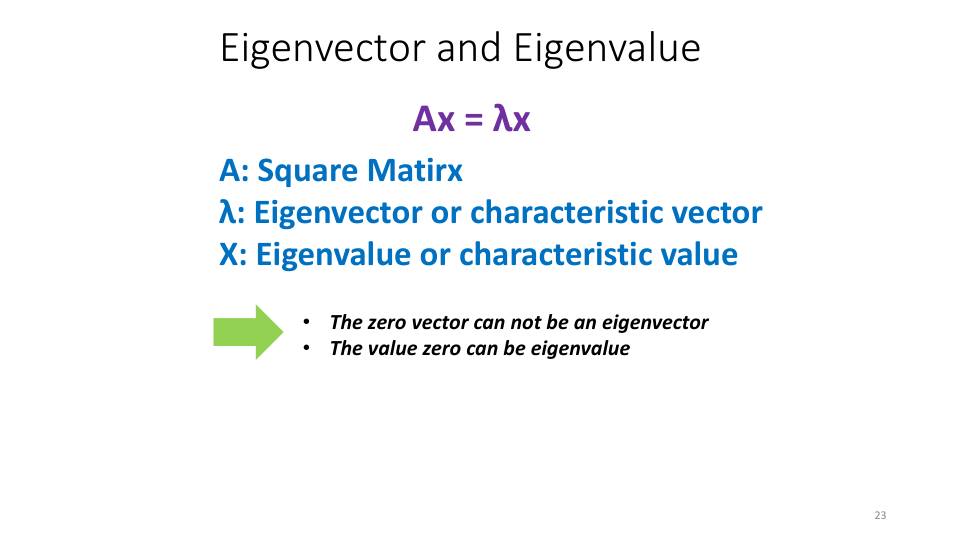 Eigenvector and Eigenvalue
Ax = λx
A: Square Matirx
λ: Eigenvector or characteristic vector
X: Eigenvalue or characteristic value
• The zero vector can not be an eigenvector
• The value zero can be eigenvalue
23